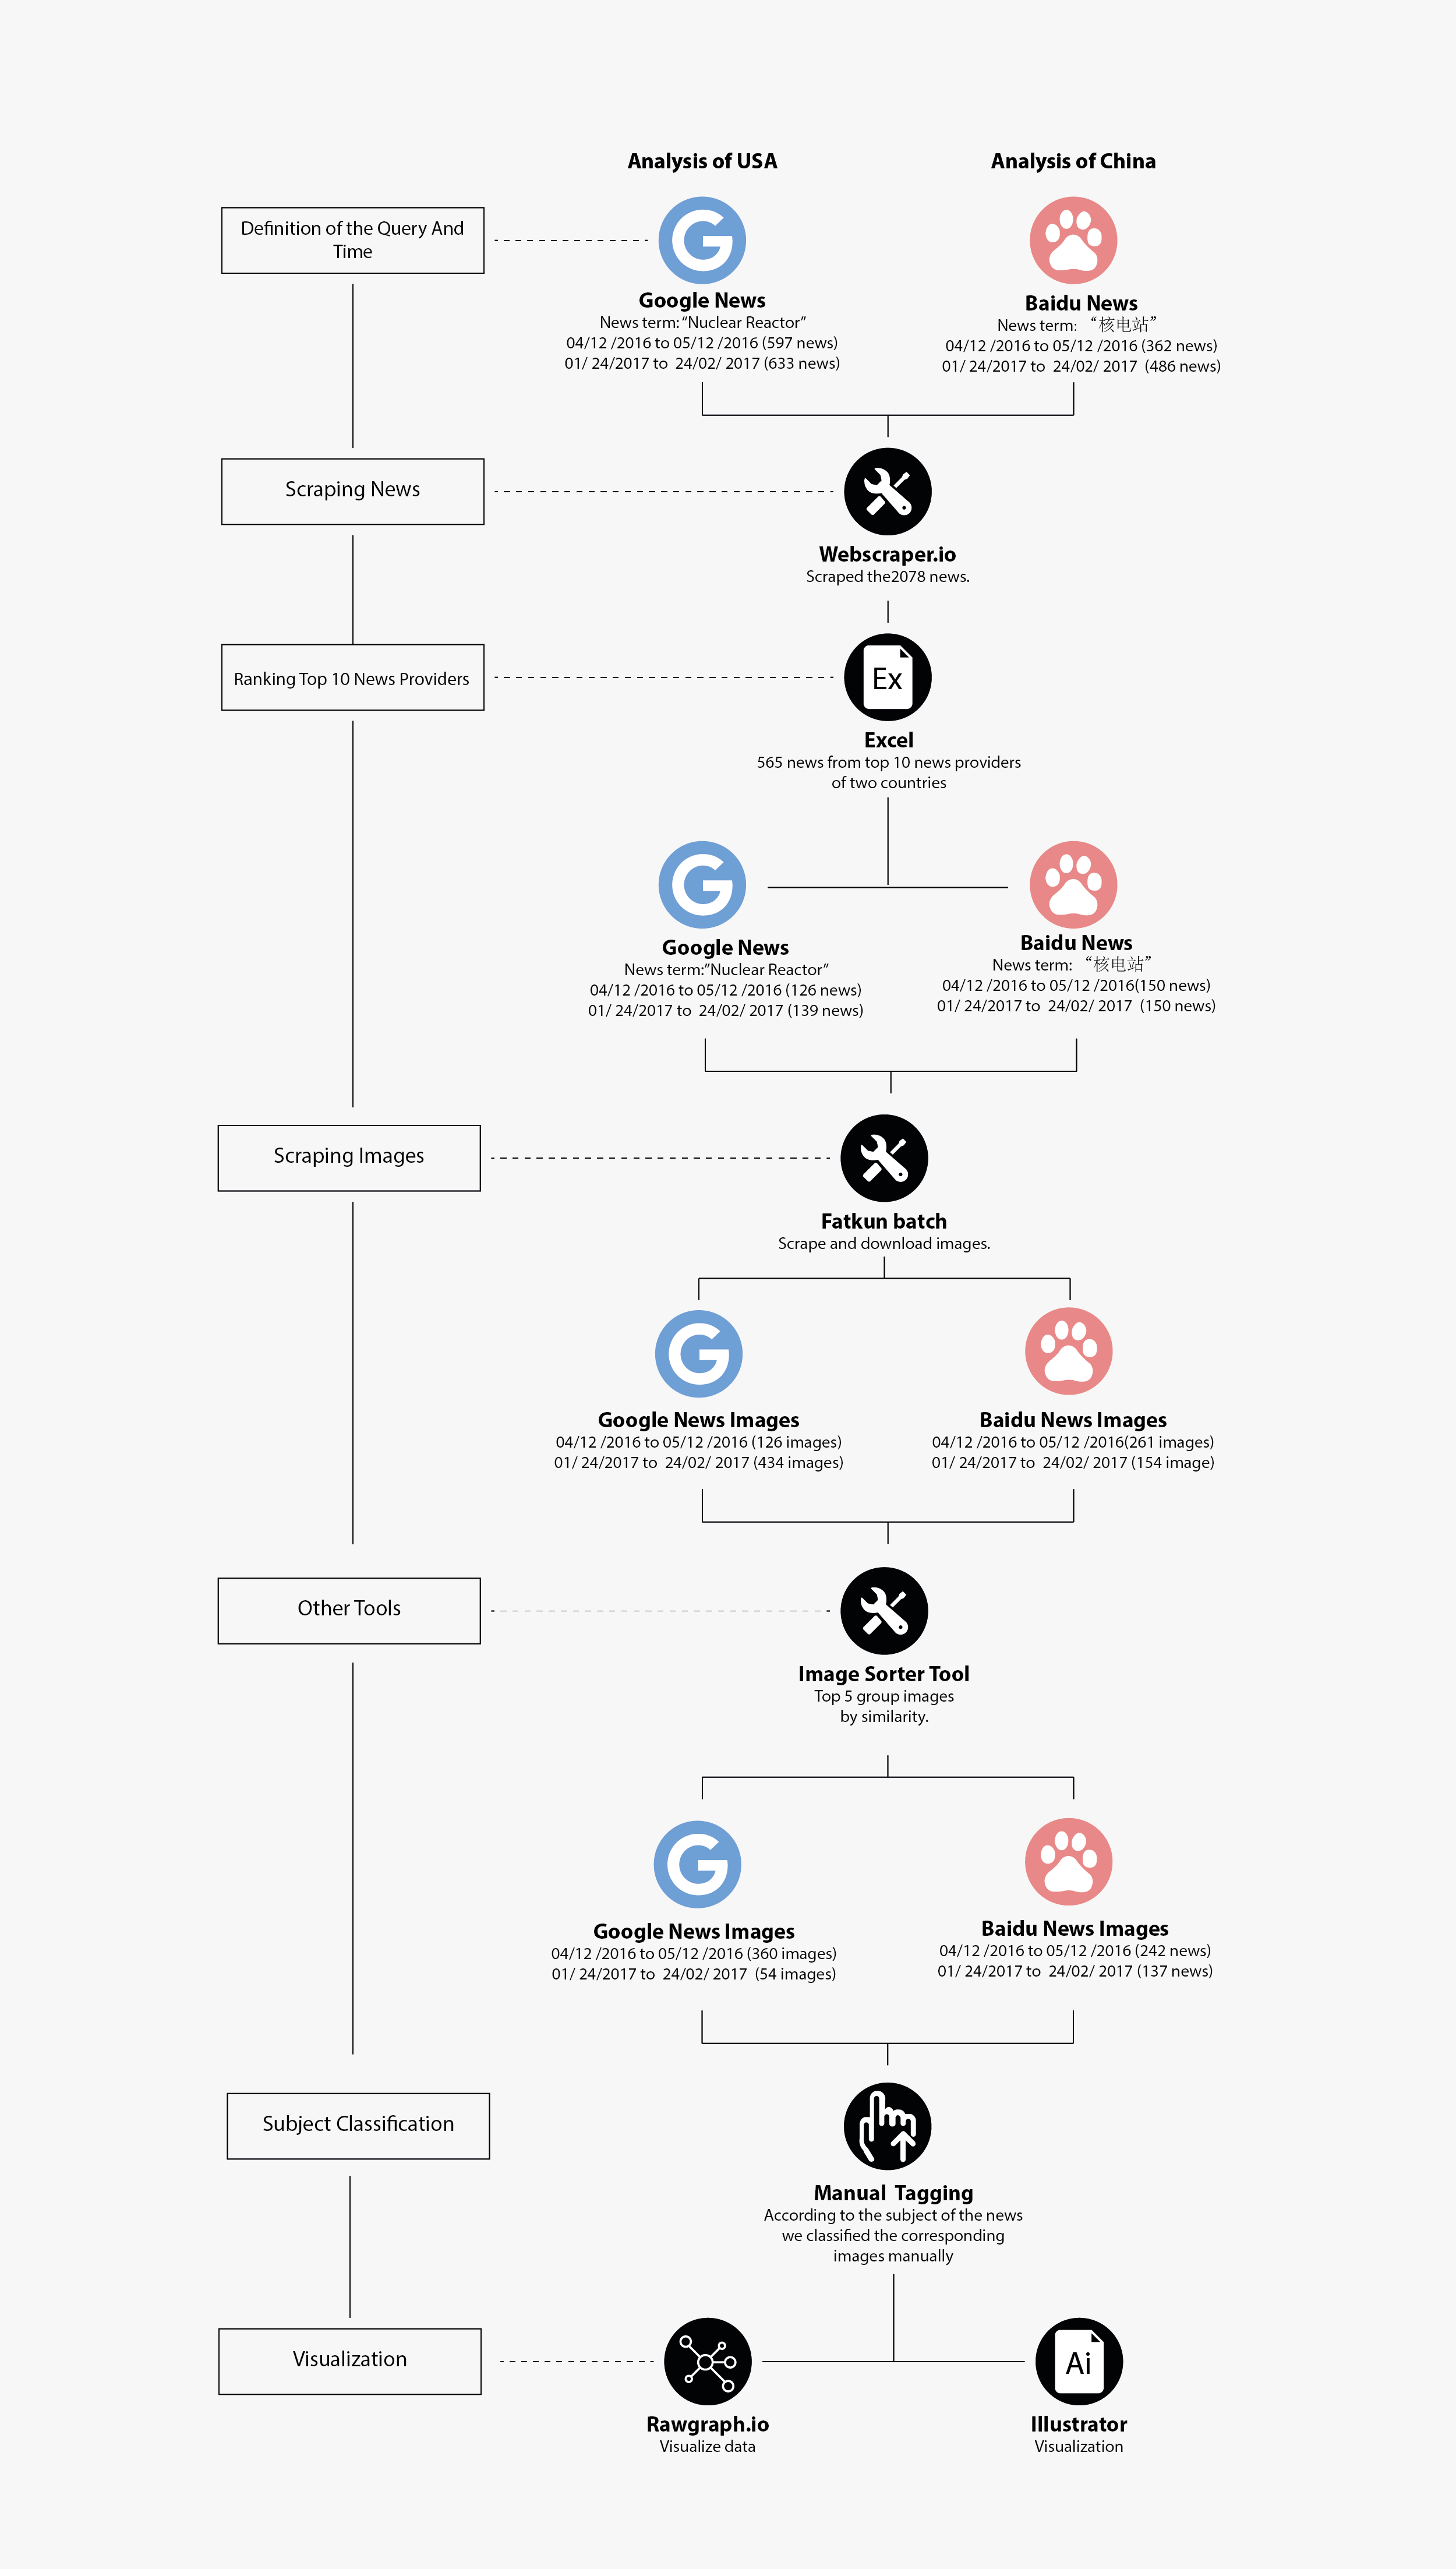 Analysis of USA
Analysis of China
Definition of the Query And
Time
Google News
News term: “Nuclear Reactor”
04/12 /2016 to 05/12 /2016 (597 news)
01/ 24/2017 to 24/02/ 2017 (633 news)
Baidu News
News term: “核电站”
04/12 /2016 to 05/12 /2016 (362 news)
01/ 24/2017 to 24/02/ 2017 (486 news)
Scraping News
Webscraper.io
Scraped the2078 news.
Ranking Top 10 News Providers
Ex
Excel
565 news from top 10 news providers
of two countries
Google News
News term:”Nuclear Reactor”
04/12 /2016 to 05/12 /2016 (126 news)
01/ 24/2017 to 24/02/ 2017 (139 news)
Baidu News
News term: “核电站”
04/12 /2016 to 05/12 /2016(150 news)
01/ 24/2017 to 24/02/ 2017 (150 news)
Scraping Images
Fatkun batch
Scrape and download images.
Google News Images
04/12 /2016 to 05/12 /2016 (126 images)
01/ 24/2017 to 24/02/ 2017 (434 images)
Baidu News Images
04/12 /2016 to 05/12 /2016(261 images)
01/ 24/2017 to 24/02/ 2017 (154 image)
Other Tools
Image Sorter Tool
Top 5 group images
by similarity.
Google News Images
04/12 /2016 to 05/12 /2016 (360 images)
01/ 24/2017 to 24/02/ 2017 (54 images)
Baidu News Images
04/12 /2016 to 05/12 /2016 (242 news)
01/ 24/2017 to 24/02/ 2017 (137 news)
Subject Classification
Manual Tagging
According to the subject of the news
we classified the corresponding
images manually
Visualization
Rawgraph.io
Visualize data
Ai
Illustrator
Visualization